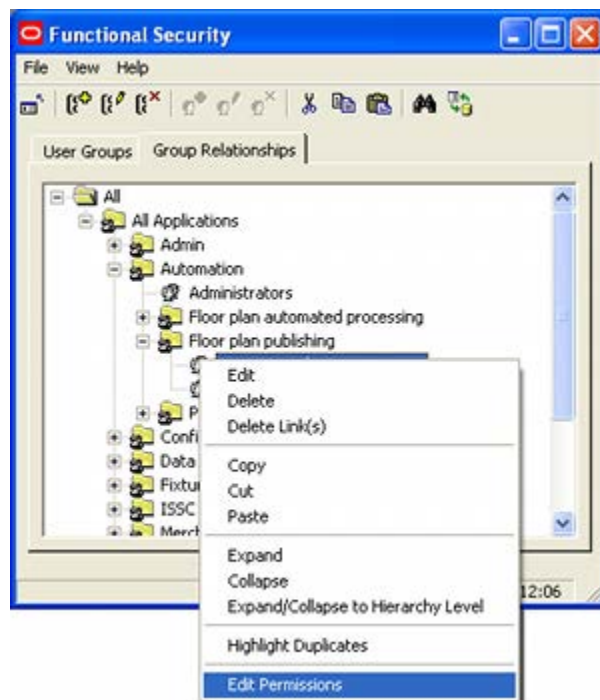 Functional Security
File View Help
User Groups Group Relationships
All
All Applications
Admin
Automation
Administrators
Floor plan automated processing
Floor plan publishing
P
Confi
Data
Fixtu
ISSC
Merch
Edit
Delete
Delete Link(s)
Copy
Cut
Paste
Expand
Collapse
Expand/Collapse to Hierarchy Level
Highlight Duplicates
Edit Permissions
12:06